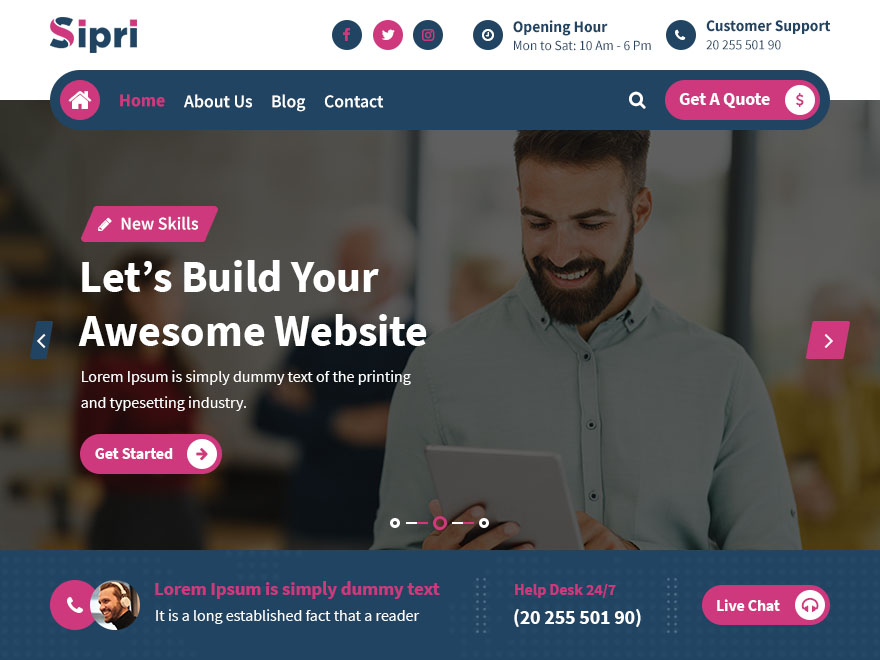 Sipri
Opening Hour
Mon to Sat: 10 Am - 6 Pm
Customer Support
20 255 501 90
Home
About Us
Blog
Contact
Get A Quote
$
New Skills
Let’s Build Your
Awesome Website
Lorem Ipsum is simply dummy text of the printing
and typesetting industry.
Get Started
Lorem Ipsum is simply dummy text
It is a long established fact that a reader
Help Desk 24/7
(20 255 501 90)
Live Chat